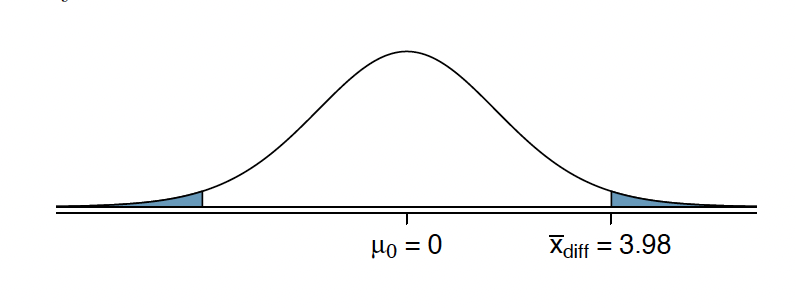 μ₀ = 0 x̅diff = 3.98